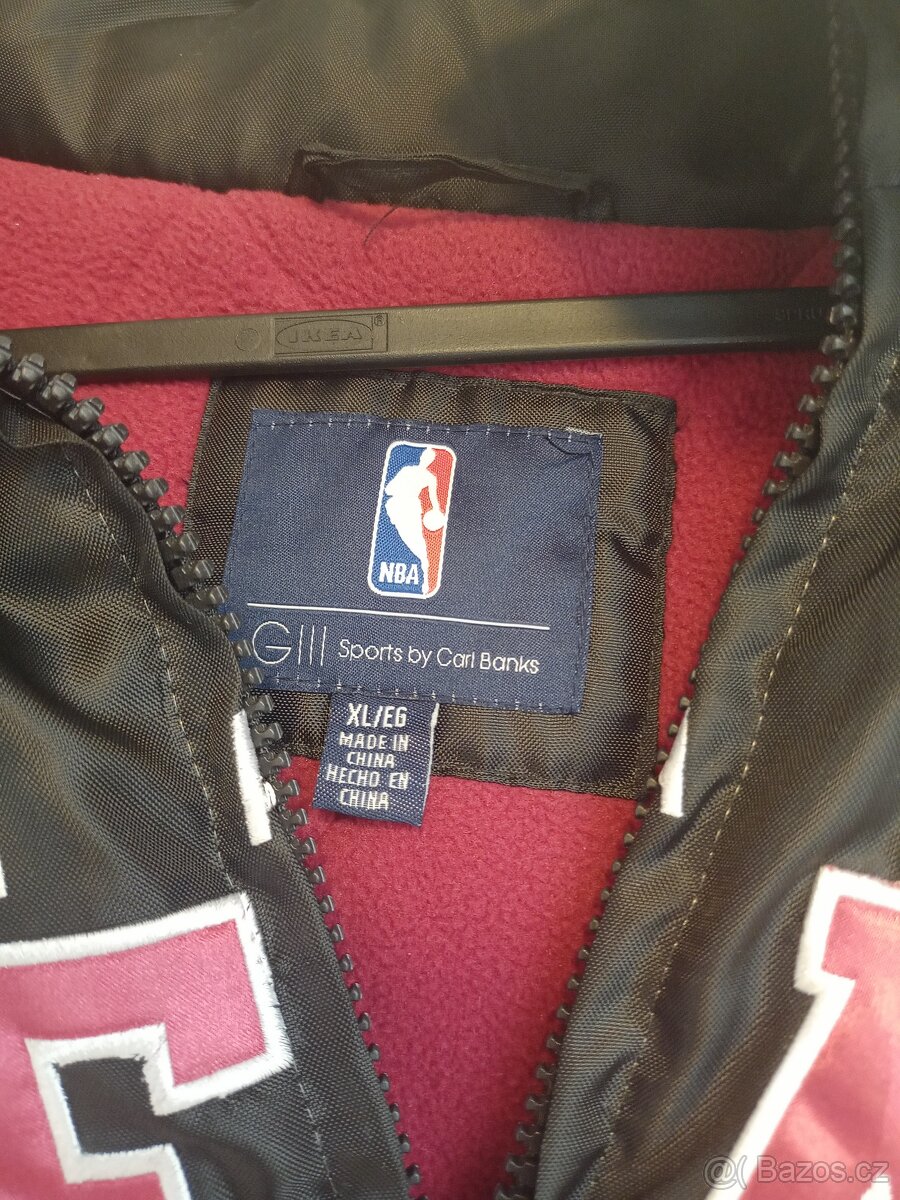 IKEA®
NBA
GIII Sports by Carl Banks
XL/EG
MADE IN
CHINA
HECHO EN
CHINA
@( Bazos.cz